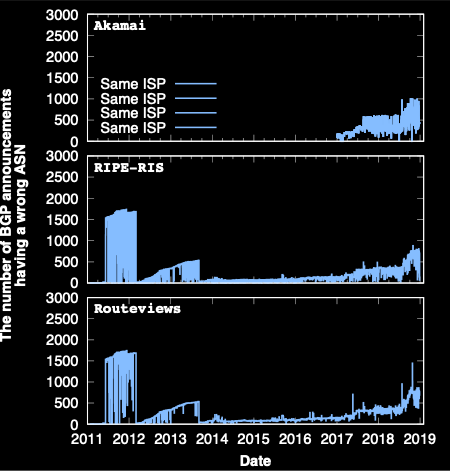 The number of BGP announcements
having a wrong ASN
3000
2500
2000
1500
1000
500
0
Akamai
Same ISP
Same ISP
Same ISP
Same ISP
3000
2500
2000
1500
1000
500
0
RIPE-RIS
3000
2500
2000
1500
1000
500
0
Routeviews
2011 2012 2013 2014 2015 2016 2017 2018 2019
Date